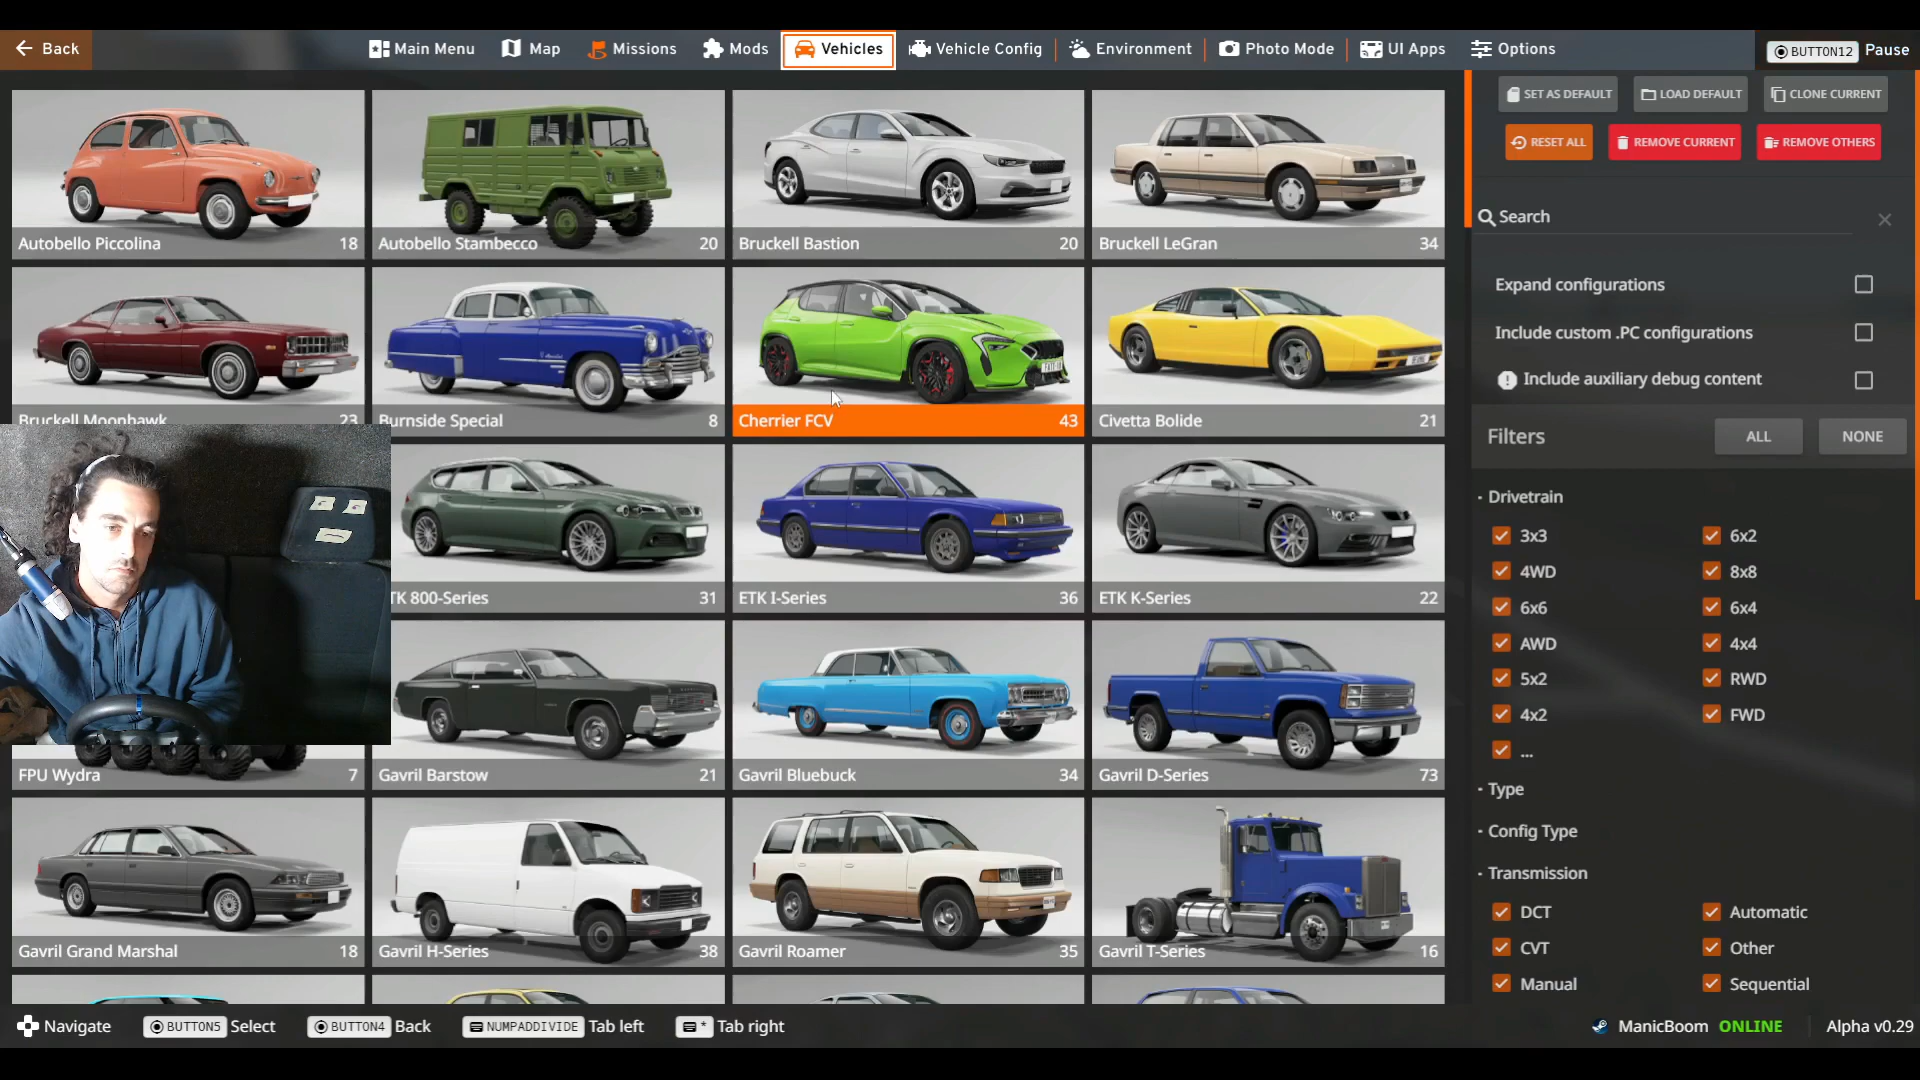 Back
Main Menu
Map
Missions
Mods
Vehicles
Vehicle Config
Environment
Photo Mode
UI Apps
Options
BUTTON12 Pause
SET AS DEFAULT
LOAD DEFAULT
CLONE CURRENT
RESET ALL
REMOVE CURRENT
REMOVE OTHERS
Search
Expand configurations
Include custom .PC configurations
Include auxiliary debug content
Filters
ALL
NONE
Drivetrain
3x3
6x2
4WD
8x8
6x6
6x4
AWD
4x4
5x2
RWD
4x2
FWD
...
Type
Config Type
Transmission
DCT
Automatic
CVT
Other
Manual
Sequential
Autobello Piccolina 18
Autobello Stambecco 20
Bruckell Bastion 20
Bruckell LeGran 34
Bruckell Moonhawk 23
Burnside Special 8
Cherrier FCV 43
Civetta Bolide 21
TK 800-Series 31
ETK I-Series 36
ETK K-Series 22
FPU Wydra 7
Gavril Barstow 21
Gavril Bluebuck 34
Gavril D-Series 73
Gavril Grand Marshal 18
Gavril H-Series 38
Gavril Roamer 35
Gavril T-Series 16
Navigate
BUTTON5 Select
BUTTON4 Back
NUMPADDIVIDE Tab left
* Tab right
ManicBoom ONLINE
Alpha v0.29